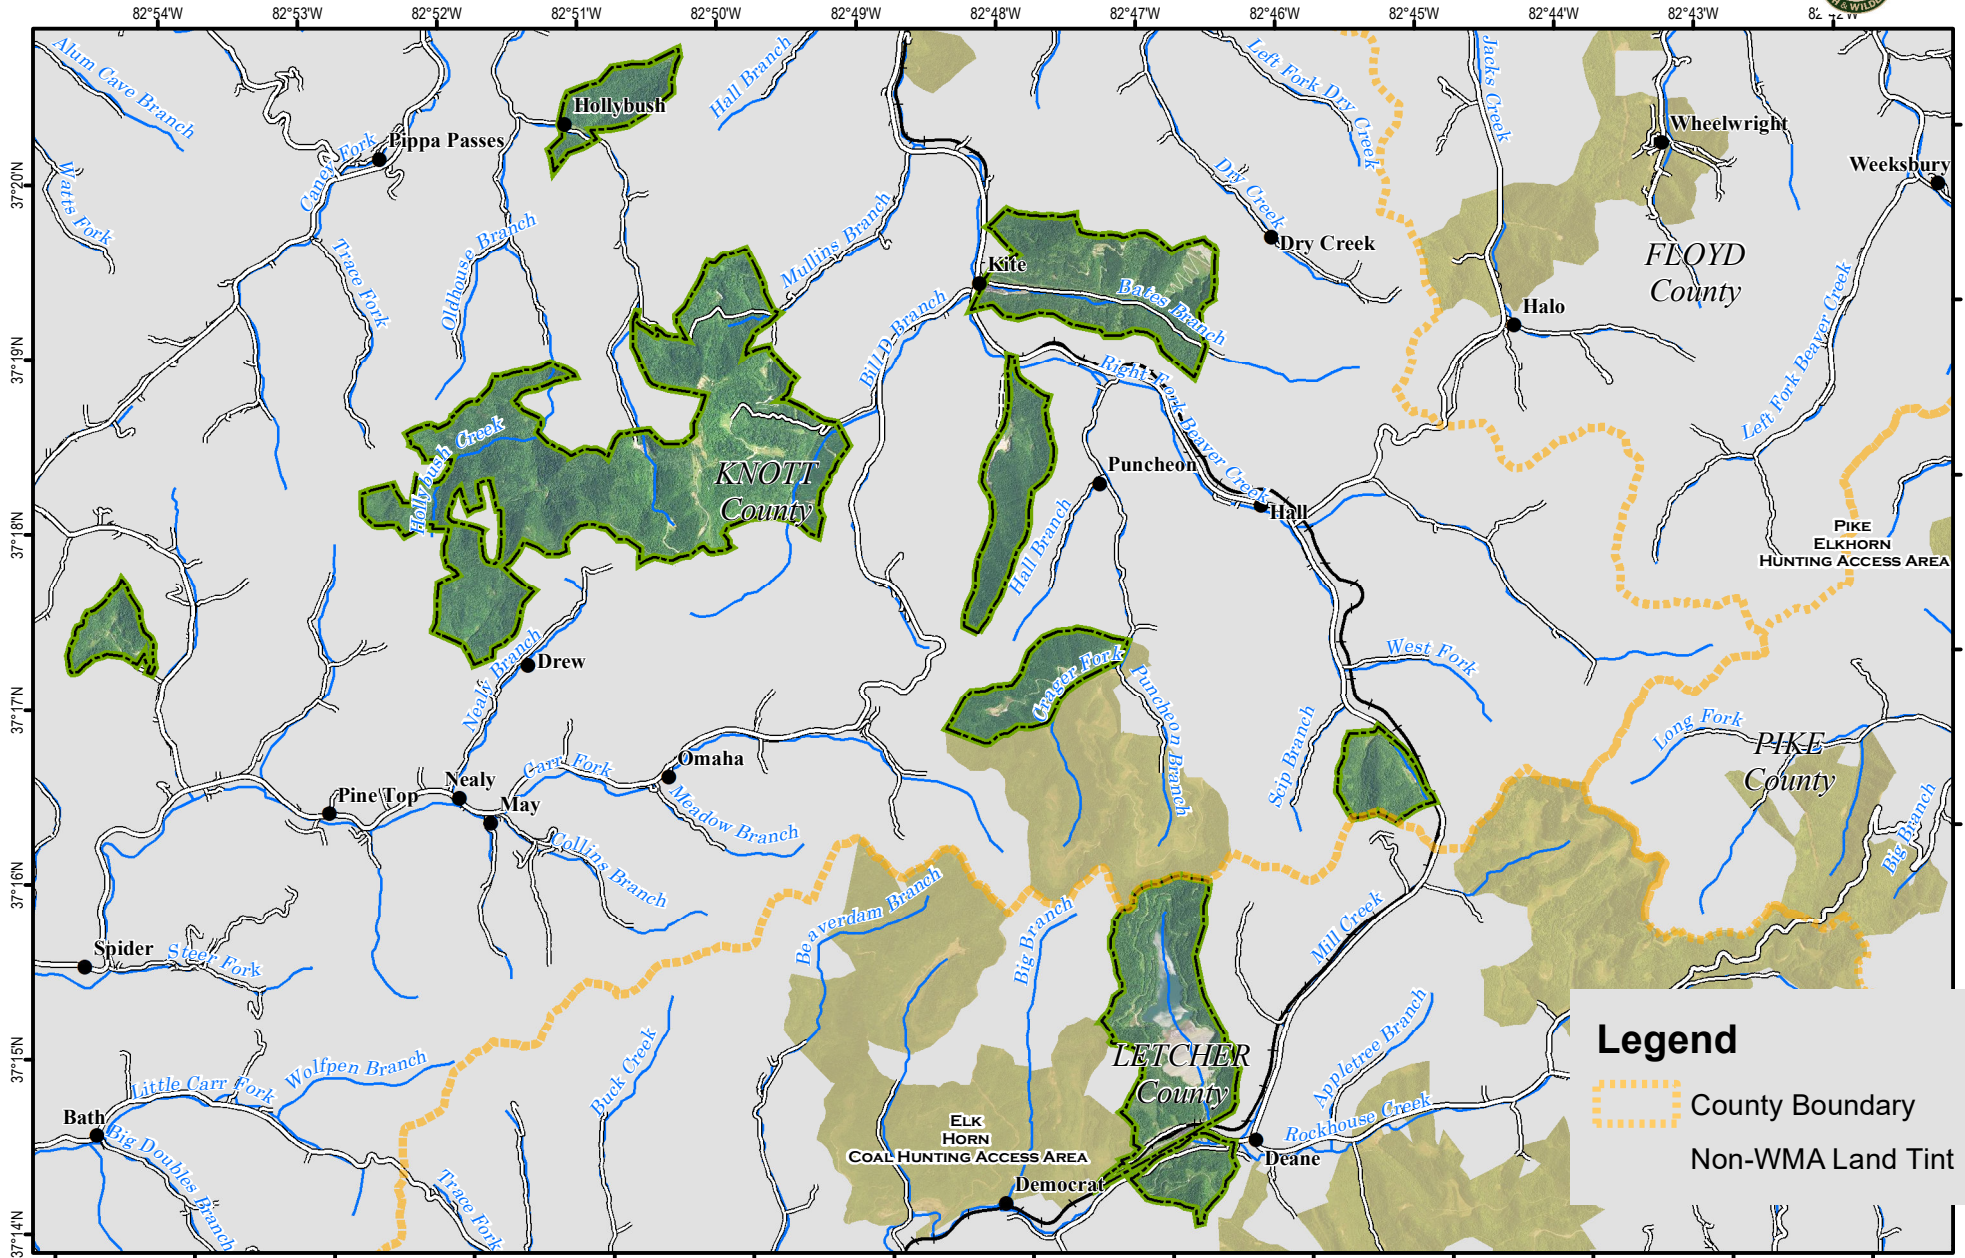 82°54'W
82°53'W
82°52'W
82°51'W
82°50'W
82°49'W
82°48'W
82°47'W
82°46'W
82°45'W
82°44'W
82°43'W
H & WILD
37°20'N
37°19'N
37°18'N
37°17'N
37°16'N
37°15'N
37°14'N
Alum Cave Branch
Watts Fork
Caney Fork
Pippa Passes
Hollybush
Hall Branch
Left Fork Dry Creek
Jacks Creek
Wheelwright
Weeksbury
Trace Fork
Oldhouse Branch
Mullins Branch
Dry Creek
Dry Creek
FLOYD
County
Kite
Bates Branch
Halo
Bill D Branch
Left Fork Beaver Creek
Right Fork Beaver Creek
Hollybush Creek
KNOTT
County
Puncheon
Hall
Hall Branch
PIKE
ELKHORN
HUNTING ACCESS AREA
Drew
Nealy Branch
Crager Fork
Puncheon Branch
West Fork
Scip Branch
Long Fork
PIKE
County
Big Branch
Omaha
Carr Fork
Meadow Branch
Nealy
May
Pine Top
Collins Branch
Spider
Steer Fork
Beaverdam Branch
Big Branch
Mill Creek
Buck Creek
Wolfpen Branch
Little Carr Fork
Bath
Big Doubles Branch
Trace Fork
LETCHER
County
Appletree Branch
Rockhouse Creek
Deane
ELK
HORN
COAL HUNTING ACCESS AREA
Democrat
Legend
County Boundary
Non-WMA Land Tint